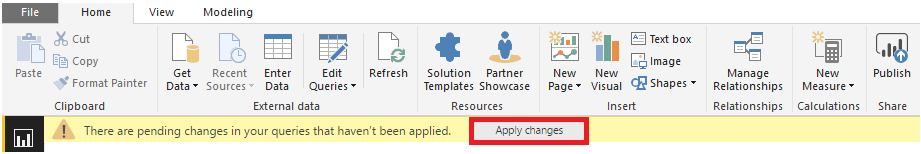 File Home View Modeling
Paste
Cut
Copy
Format Painter
Clipboard
Get
Data
Recent
Sources
Enter
Data
Edit
Queries
Refresh
External data
Solution
Templates
Partner
Showcase
Resources
New
Page
New
Visual
Text box
Image
Shapes
Insert
Manage
Relationships
Relationships
New
Measure
Calculations
Publish
Share
There are pending changes in your queries that haven't been applied. Apply changes